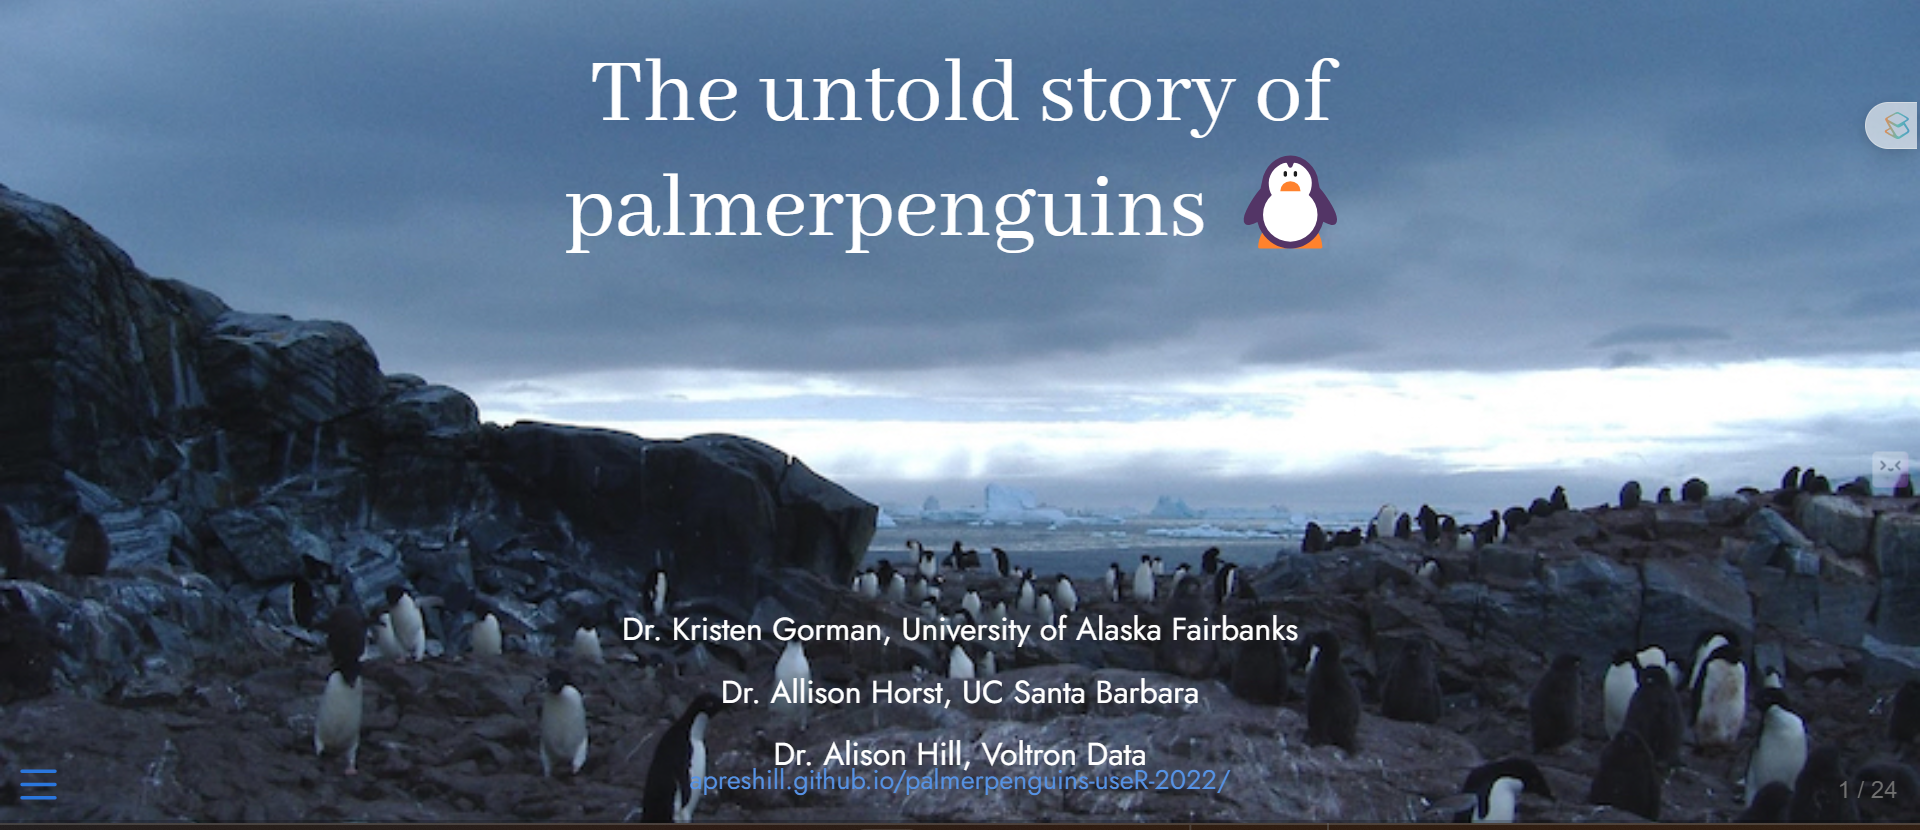 The untold story of
palmerpenguins
Dr. Kristen Gorman, University of Alaska Fairbanks
Dr. Allison Horst, UC Santa Barbara
Dr. Alison Hill, Voltron Data
apreshill.github.io/palmerpenguins-useR-2022/
1 / 24